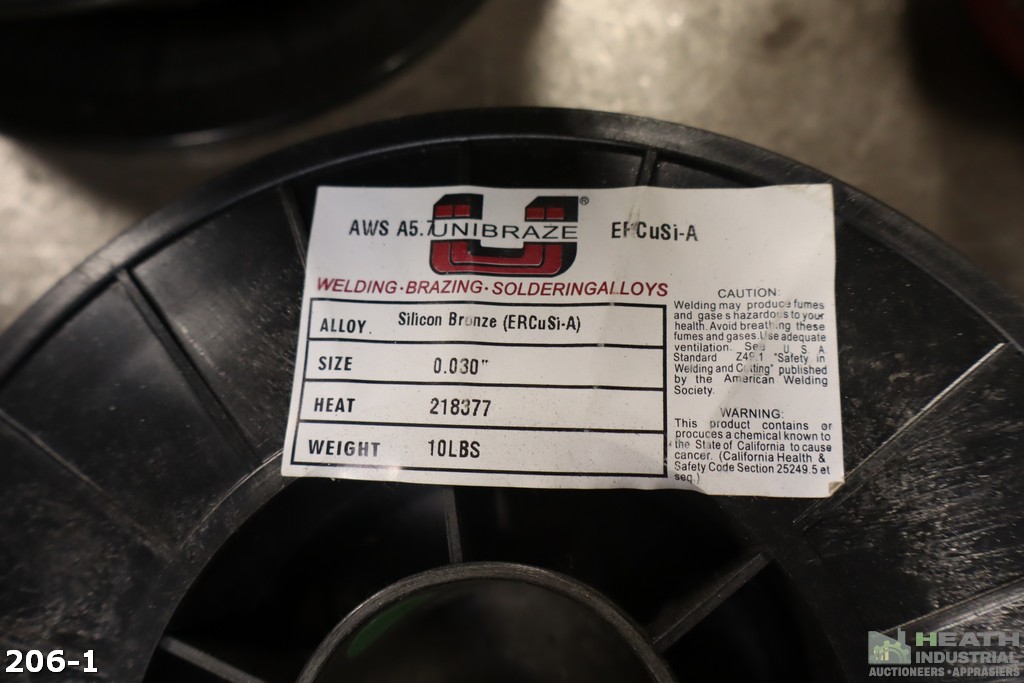 AWS A5.7
UNIBRAZE
®
ERCuSi-A
WELDING·BRAZING·SOLDERINGALLOYS
ALLOY. Silicon Bronze (ERCuSi-A)
SIZE 0.030"
HEAT 218377
WEIGHT 10LBS
CAUTION:
Welding may produce fumes
and gase s hazardous to your
health. Avoid breathing these
fumes and gases. Use adequate
ventilation. See U S A
Standard Z49.1 "Safety in
Welding and Cutting" published
by the American Welding
Society.
WARNING:
This product contains or
procuces a chemical known to
the State of California to cause
cancer. (California Health &
Safety Code Section 25249.5 et
seq.)
206-1
HEATH
INDUSTRIAL
AUCTIONEERS·APPRASIERS